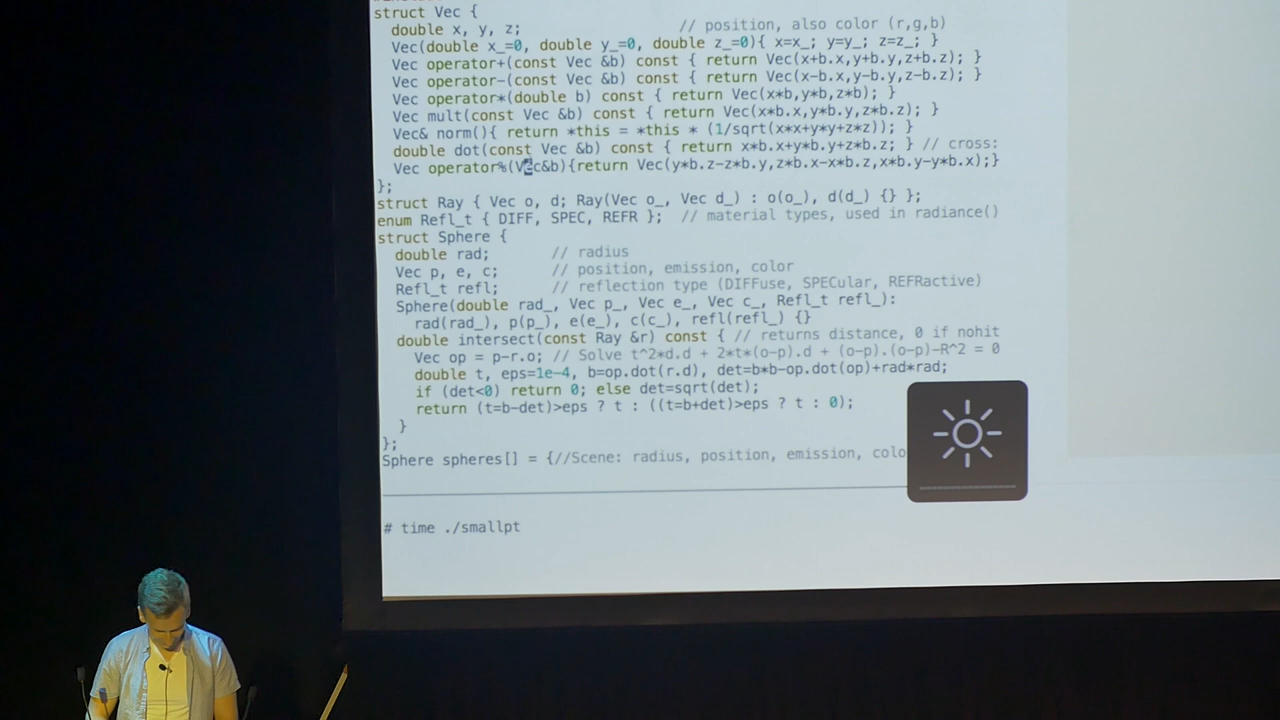 struct Vec {
  double x, y, z;                  // position, also color (r,g,b)
  Vec(double x_=0, double y_=0, double z_=0){ x=x_; y=y_; z=z_; }
  Vec operator+(const Vec &b) const { return Vec(x+b.x,y+b.y,z+b.z); }
  Vec operator-(const Vec &b) const { return Vec(x-b.x,y-b.y,z-b.z); }
  Vec operator*(double b) const { return Vec(x*b,y*b,z*b); }
  Vec mult(const Vec &b) const { return Vec(x*b.x,y*b.y,z*b.z); }
  Vec& norm(){ return *this = *this * (1/sqrt(x*x+y*y+z*z)); }
  double dot(const Vec &b) const { return x*b.x+y*b.y+z*b.z; } // cross:
  Vec operator%(Vec&b){return Vec(y*b.z-z*b.y,z*b.x-x*b.z,x*b.y-y*b.x);}
};
struct Ray { Vec o, d; Ray(Vec o_, Vec d_) : o(o_), d(d_) {} };
enum Refl_t { DIFF, SPEC, REFR };  // material types, used in radiance()
struct Sphere {
  double rad;       // radius
  Vec p, e, c;      // position, emission, color
  Refl_t refl;      // reflection type (DIFFuse, SPECular, REFRactive)
  Sphere(double rad_, Vec p_, Vec e_, Vec c_, Refl_t refl_):
    rad(rad_), p(p_), e(e_), c(c_), refl(refl_) {}
  double intersect(const Ray &r) const { // returns distance, 0 if nohit
    Vec op = p-r.o; // Solve t^2*d.d + 2*t*(o-p).d + (o-p).(o-p)-R^2 = 0
    double t, eps=1e-4, b=op.dot(r.d), det=b*b-op.dot(op)+rad*rad;
    if (det<0) return 0; else det=sqrt(det);
    return (t=b-det)>eps ? t : ((t=b+det)>eps ? t : 0);
  }
};
Sphere spheres[] = {//Scene: radius, position, emission, colo
# time ./smallpt